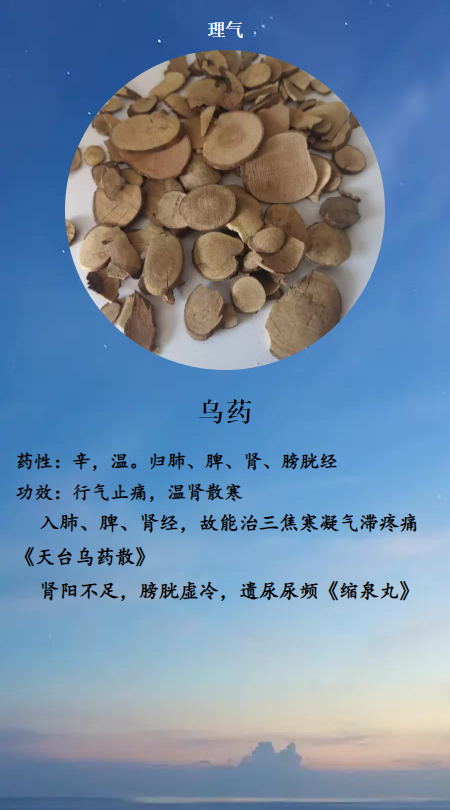 理气
乌药
药性：辛，温。归肺、脾、肾、膀胱经
功效：行气止痛，温肾散寒
入肺、脾、肾经，故能治三焦寒凝气滞疼痛
《天台乌药散》
肾阳不足，膀胱虚冷，遗尿尿频《缩泉丸》